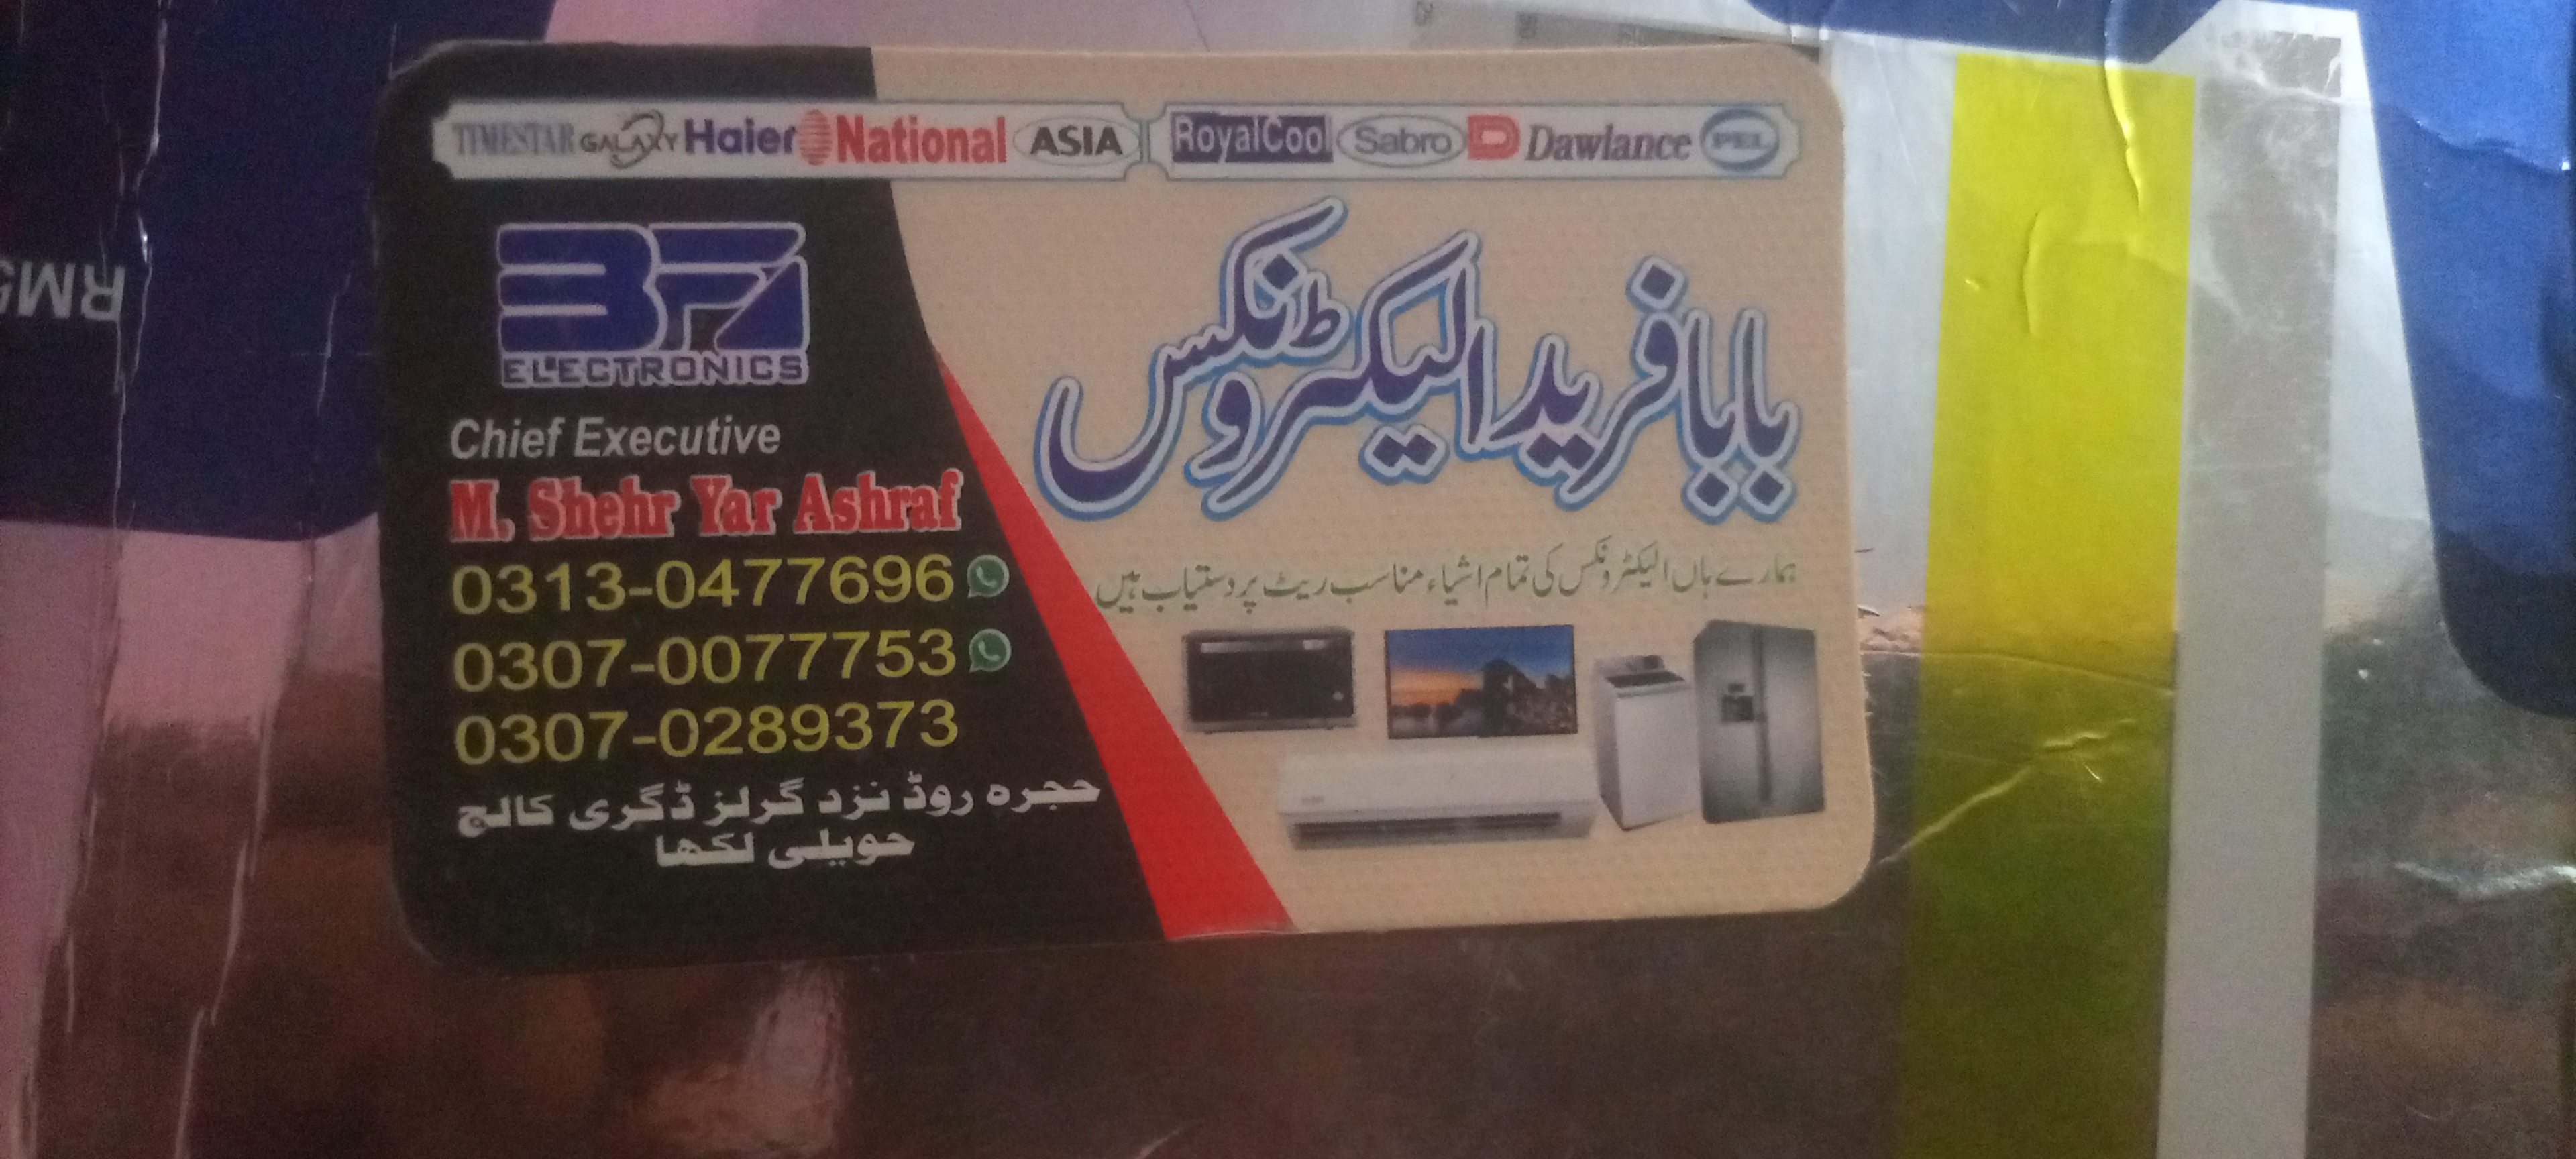 TIMESTAR GALAXY Haier National ASIA RoyalCool Sabro Dawlance PEL
BFI
ELECTRONICS
Chief Executive
M. Shehr Yar Ashraf
0313-0477696
0307-0077753
0307-0289373
حجرہ روڈ نزد گرلز ڈگری کالج
حویلی لکھا
بابا فرید الیکٹرونکس
ہمارے ہاں الیکٹرونکس کی تمام اشیاء مناسب ریٹ پر دستیاب ہیں